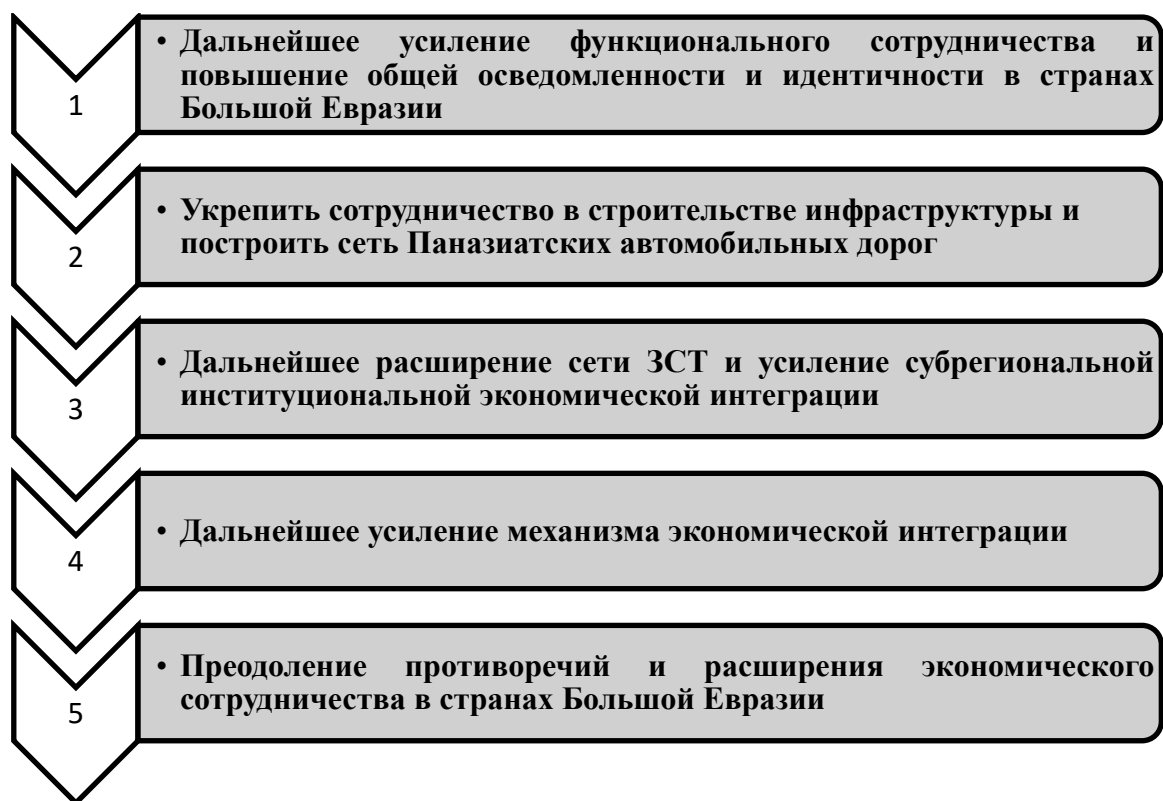 1
• Дальнейшее усиление функционального сотрудничества и
повышение общей осведомленности и идентичности в странах
Большой Евразии
2
• Укрепить сотрудничество в строительстве инфраструктуры и
построить сеть Паназиатских автомобильных дорог
3
• Дальнейшее расширение сети ЗСТ и усиление субрегиональной
институциональной экономической интеграции
4
• Дальнейшее усиление механизма экономической интеграции
5
• Преодоление противоречий и расширения экономического
сотрудничества в странах Большой Евразии